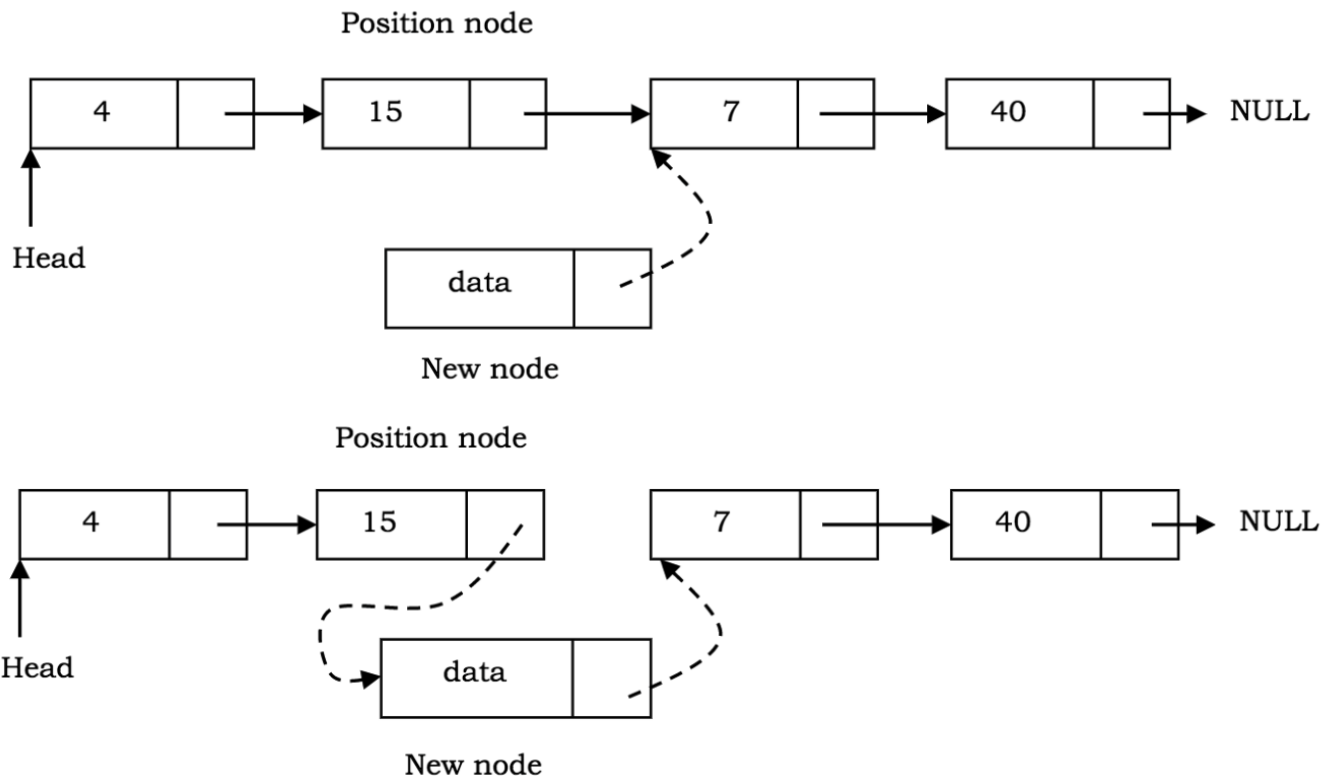 Position node
4 15 7 40 NULL
Head
data
New node
Position node
4 15 7 40 NULL
Head
data
New node